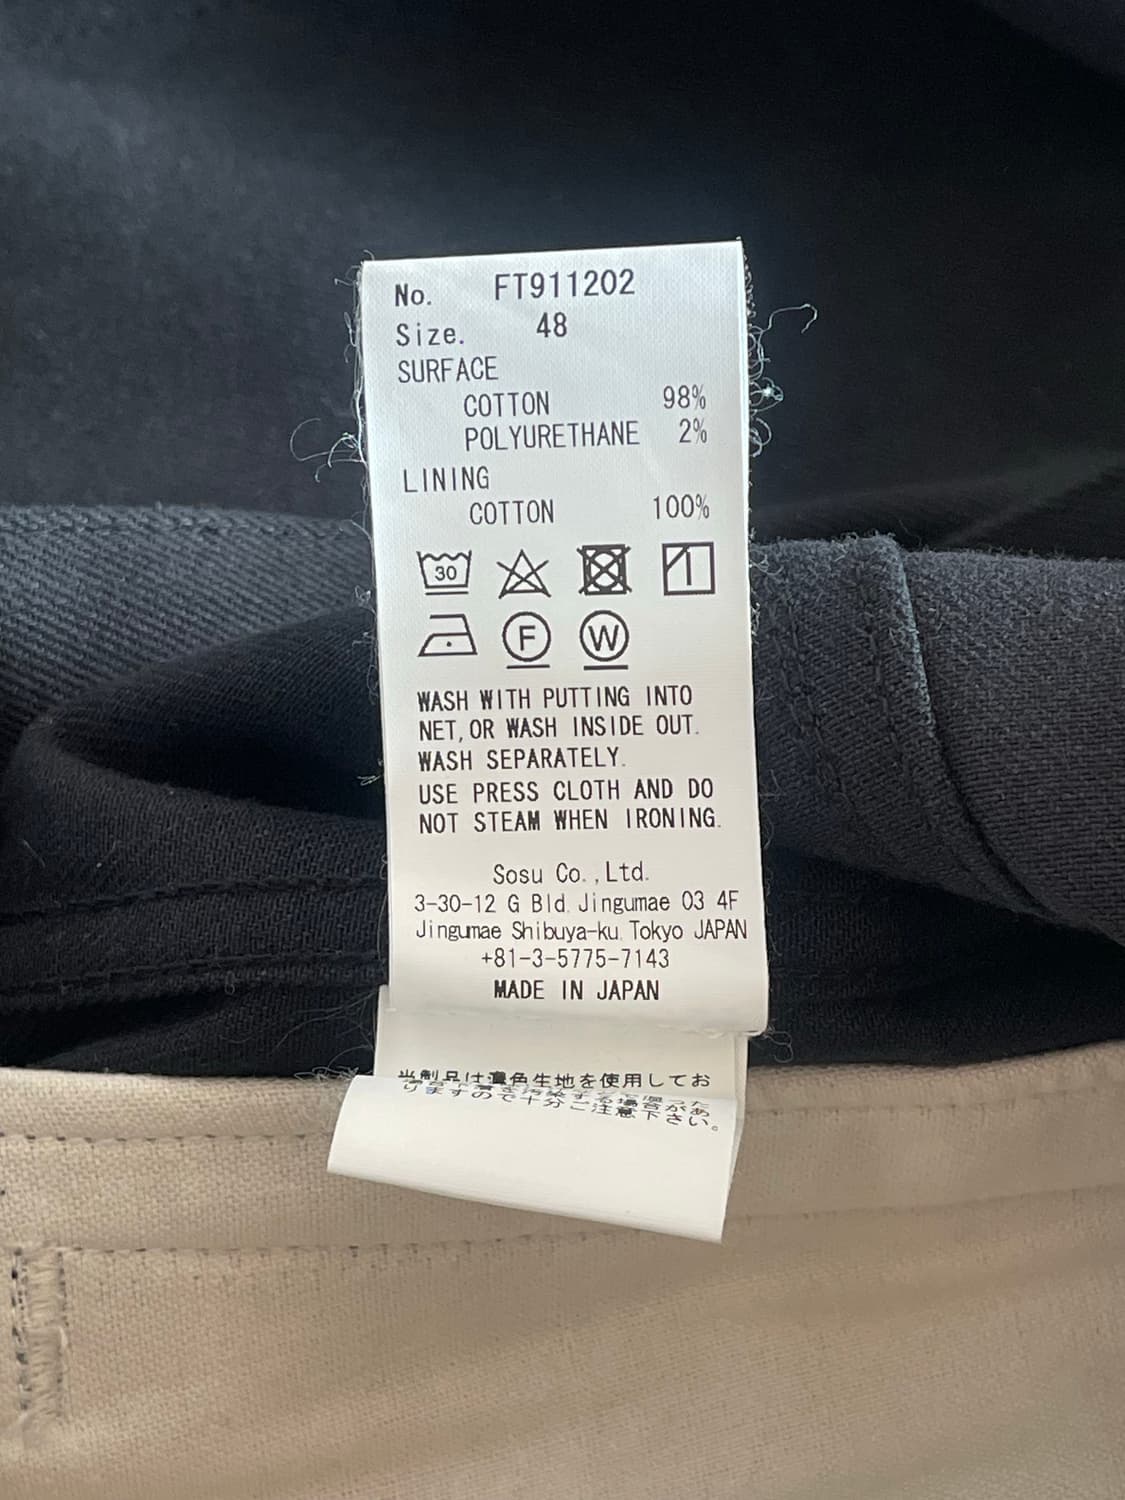 No. FT911202
Size. 48
SURFACE
COTTON 98%
POLYURETHANE 2%
LINING
COTTON 100%
30
F W
WASH WITH PUTTING INTO
NET, OR WASH INSIDE OUT.
WASH SEPARATELY.
USE PRESS CLOTH AND DO
NOT STEAM WHEN IRONING.
Sosu Co.,Ltd.
3-30-12 G Bld. Jingumae 03 4F
Jingumae Shibuya-ku. Tokyo JAPAN
+81-3-5775-7143
MADE IN JAPAN
当製品は濃色生地を使用してお
りますので十分ご注意下さい。